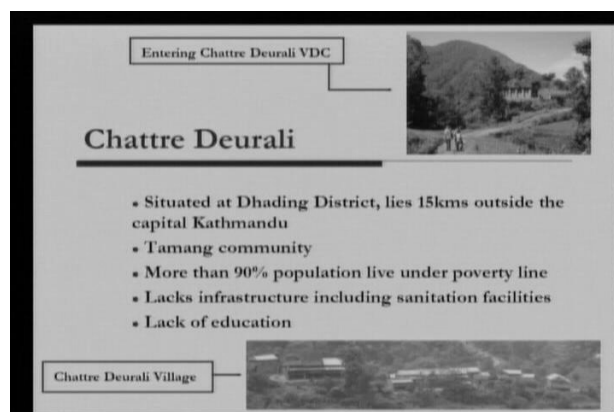 Entering Chattre Deurali VDC
Chattre Deurali
• Situated at Dhading District, lies 15kms outside the
capital Kathmandu
• Tamang community
• More than 90% population live under poverty line
• Lacks infrastructure including sanitation facilities
• Lack of education
Chattre Deurali Village